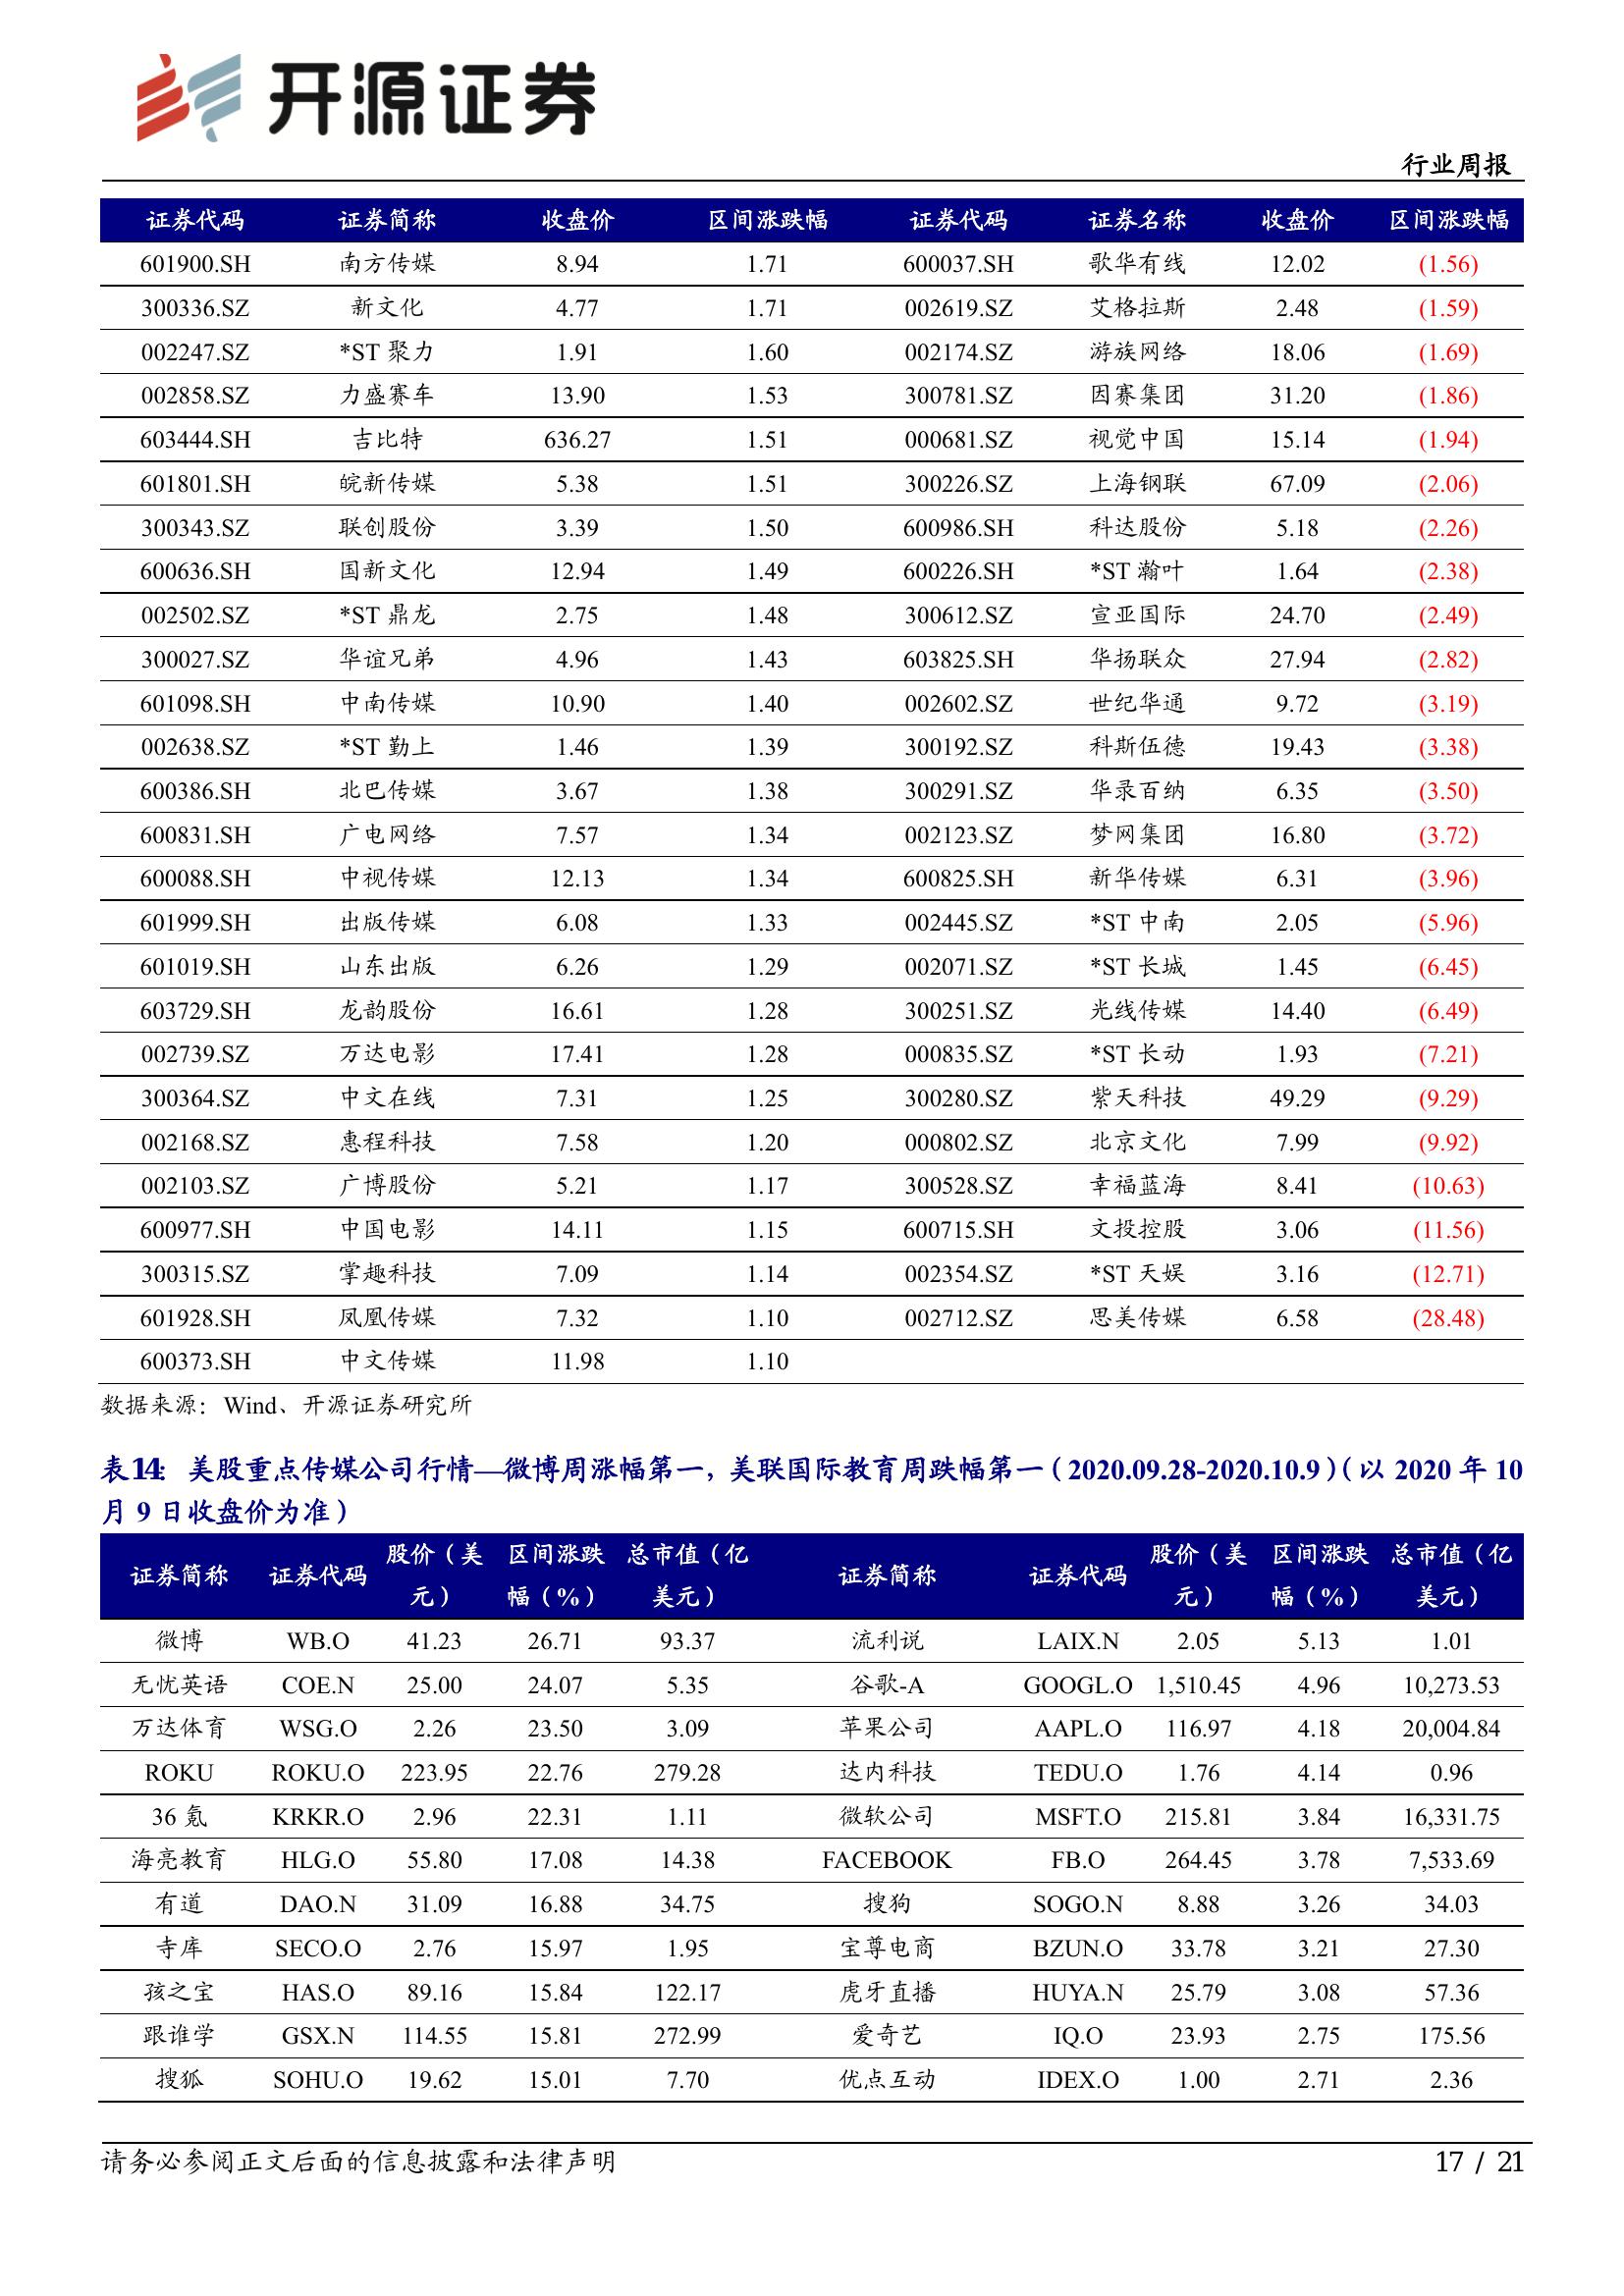 开源证券
行业周报
证券代码 证券简称 收盘价 区间涨跌幅 证券代码 证券名称 收盘价 区间涨跌幅
601900.SH 南方传媒 8.94 1.71 600037.SH 歌华有线 12.02 (1.56)
300336.SZ 新文化 4.77 1.71 002619.SZ 艾格拉斯 2.48 (1.59)
002247.SZ *ST 聚力 1.91 1.60 002174.SZ 游族网络 18.06 (1.69)
002858.SZ 力盛赛车 13.90 1.53 300781.SZ 因赛集团 31.20 (1.86)
603444.SH 吉比特 636.27 1.51 000681.SZ 视觉中国 15.14 (1.94)
601801.SH 皖新传媒 5.38 1.51 300226.SZ 上海钢联 67.09 (2.06)
300343.SZ 联创股份 3.39 1.50 600986.SH 科达股份 5.18 (2.26)
600636.SH 国新文化 12.94 1.49 600226.SH *ST 瀚叶 1.64 (2.38)
002502.SZ *ST 鼎龙 2.75 1.48 300612.SZ 宣亚国际 24.70 (2.49)
300027.SZ 华谊兄弟 4.96 1.43 603825.SH 华扬联众 27.94 (2.82)
601098.SH 中南传媒 10.90 1.40 002602.SZ 世纪华通 9.72 (3.19)
002638.SZ *ST 勤上 1.46 1.39 300192.SZ 科斯伍德 19.43 (3.38)
600386.SH 北巴传媒 3.67 1.38 300291.SZ 华录百纳 6.35 (3.50)
600831.SH 广电网络 7.57 1.34 002123.SZ 梦网集团 16.80 (3.72)
600088.SH 中视传媒 12.13 1.34 600825.SH 新华传媒 6.31 (3.96)
601999.SH 出版传媒 6.08 1.33 002445.SZ *ST 中南 2.05 (5.96)
601019.SH 山东出版 6.26 1.29 002071.SZ *ST 长城 1.45 (6.45)
603729.SH 龙韵股份 16.61 1.28 300251.SZ 光线传媒 14.40 (6.49)
002739.SZ 万达电影 17.41 1.28 000835.SZ *ST 长动 1.93 (7.21)
300364.SZ 中文在线 7.31 1.25 300280.SZ 紫天科技 49.29 (9.29)
002168.SZ 惠程科技 7.58 1.20 000802.SZ 北京文化 7.99 (9.92)
002103.SZ 广博股份 5.21 1.17 300528.SZ 幸福蓝海 8.41 (10.63)
600977.SH 中国电影 14.11 1.15 600715.SH 文投控股 3.06 (11.56)
300315.SZ 掌趣科技 7.09 1.14 002354.SZ *ST 天娱 3.16 (12.71)
601928.SH 凤凰传媒 7.32 1.10 002712.SZ 思美传媒 6.58 (28.48)
600373.SH 中文传媒 11.98 1.10
数据来源：Wind、开源证券研究所
表14：美股重点传媒公司行情—微博周涨幅第一，美联国际教育周跌幅第一（2020.09.28-2020.10.9）（以 2020 年 10
月 9 日收盘价为准）
证券简称 证券代码 股价（美元） 区间涨跌幅（%） 总市值（亿美元） 证券简称 证券代码 股价（美元） 区间涨跌幅（%） 总市值（亿美元）
微博 WB.O 41.23 26.71 93.37 流利说 LAIX.N 2.05 5.13 1.01
无忧英语 COE.N 25.00 24.07 5.35 谷歌-A GOOGL.O 1,510.45 4.96 10,273.53
万达体育 WSG.O 2.26 23.50 3.09 苹果公司 AAPL.O 116.97 4.18 20,004.84
ROKU ROKU.O 223.95 22.76 279.28 达内科技 TEDU.O 1.76 4.14 0.96
36 氪 KRKR.O 2.96 22.31 1.11 微软公司 MSFT.O 215.81 3.84 16,331.75
海亮教育 HLG.O 55.80 17.08 14.38 FACEBOOK FB.O 264.45 3.78 7,533.69
有道 DAO.N 31.09 16.88 34.75 搜狗 SOGO.N 8.88 3.26 34.03
寺库 SECO.O 2.76 15.97 1.95 宝尊电商 BZUN.O 33.78 3.21 27.30
孩之宝 HAS.O 89.16 15.84 122.17 虎牙直播 HUYA.N 25.79 3.08 57.36
跟谁学 GSX.N 114.55 15.81 272.99 爱奇艺 IQ.O 23.93 2.75 175.56
搜狐 SOHU.O 19.62 15.01 7.70 优点互动 IDEX.O 1.00 2.71 2.36
请务必参阅正文后面的信息披露和法律声明 17 / 21